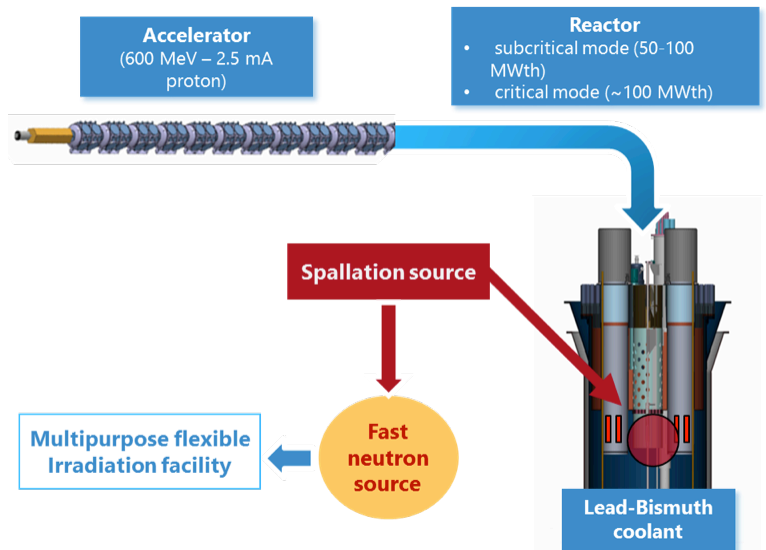 Accelerator
(600 MeV – 2.5 mA
proton)
Reactor
• subcritical mode (50-100
MWth)
• critical mode (~100 MWth)
Spallation source
Fast
neutron
source
Multipurpose flexible
Irradiation facility
Lead-Bismuth
coolant